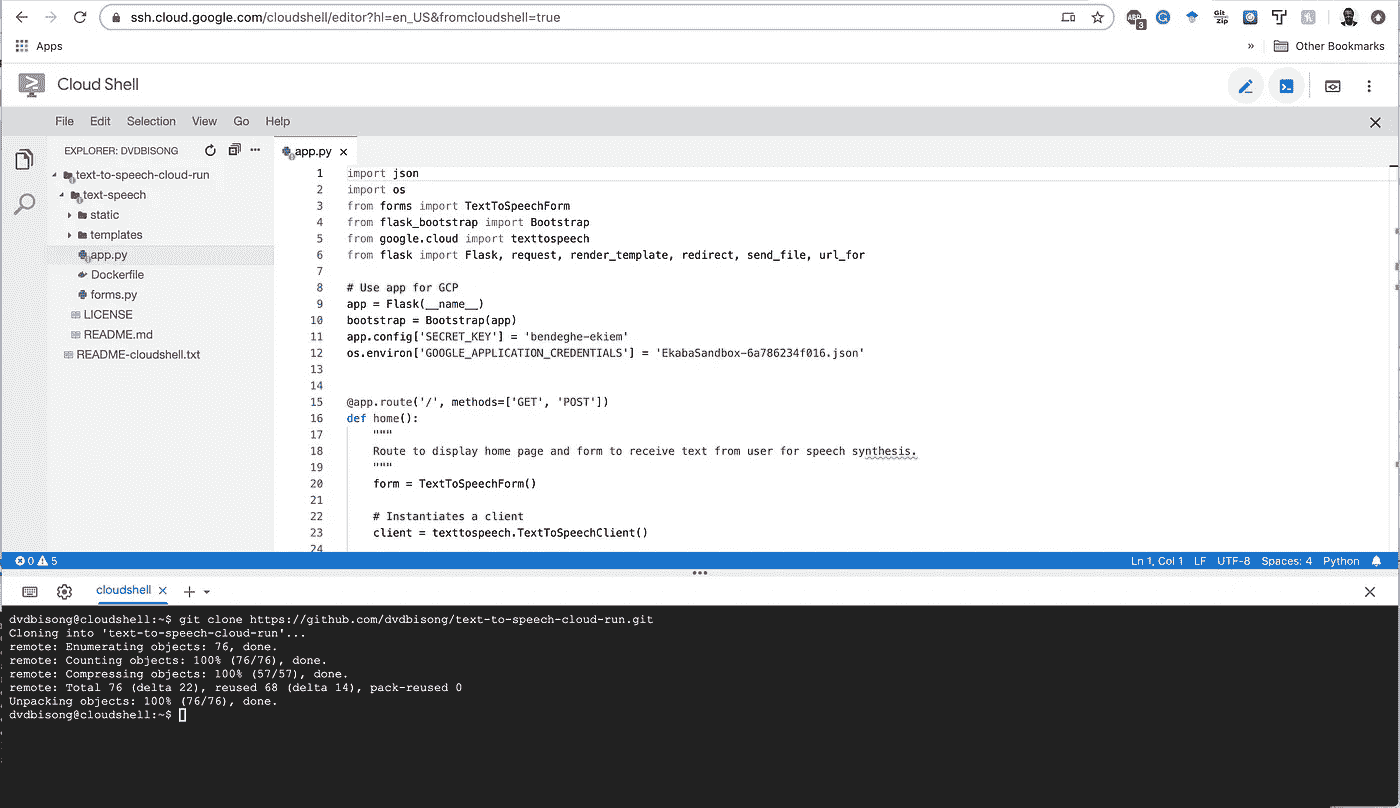 ssh.cloud.google.com/cloudshell/editor?hl=en_US&fromcloudshell=true
ABP
3
Git
Zip
Apps
» Other Bookmarks
Cloud Shell
File Edit Selection View Go Help
EXPLORER: DVDBISONG
text-to-speech-cloud-run
text-speech
static
templates
app.py
Dockerfile
forms.py
LICENSE
README.md
README-cloudshell.txt
app.py
1 import json
2 import os
3 from forms import TextToSpeechForm
4 from flask_bootstrap import Bootstrap
5 from google.cloud import texttospeech
6 from flask import Flask, request, render_template, redirect, send_file, url_for
7
8 # Use app for GCP
9 app = Flask(__name__)
10 bootstrap = Bootstrap(app)
11 app.config['SECRET_KEY'] = 'bendeghe-ekiem'
12 os.environ['GOOGLE_APPLICATION_CREDENTIALS'] = 'EkabaSandbox-6a786234f016.json'
13
14
15 @app.route('/', methods=['GET', 'POST'])
16 def home():
17 """
18 Route to display home page and form to receive text from user for speech synthesis.
19 """
20 form = TextToSpeechForm()
21
22 # Instantiates a client
23 client = texttospeech.TextToSpeechClient()
24
0 5 Ln 1, Col 1 LF UTF-8 Spaces: 4 Python
cloudshell
dvdbisong@cloudshell:~$ git clone https://github.com/dvdbisong/text-to-speech-cloud-run.git
Cloning into 'text-to-speech-cloud-run'...
remote: Enumerating objects: 76, done.
remote: Counting objects: 100% (76/76), done.
remote: Compressing objects: 100% (57/57), done.
remote: Total 76 (delta 22), reused 68 (delta 14), pack-reused 0
Unpacking objects: 100% (76/76), done.
dvdbisong@cloudshell:~$